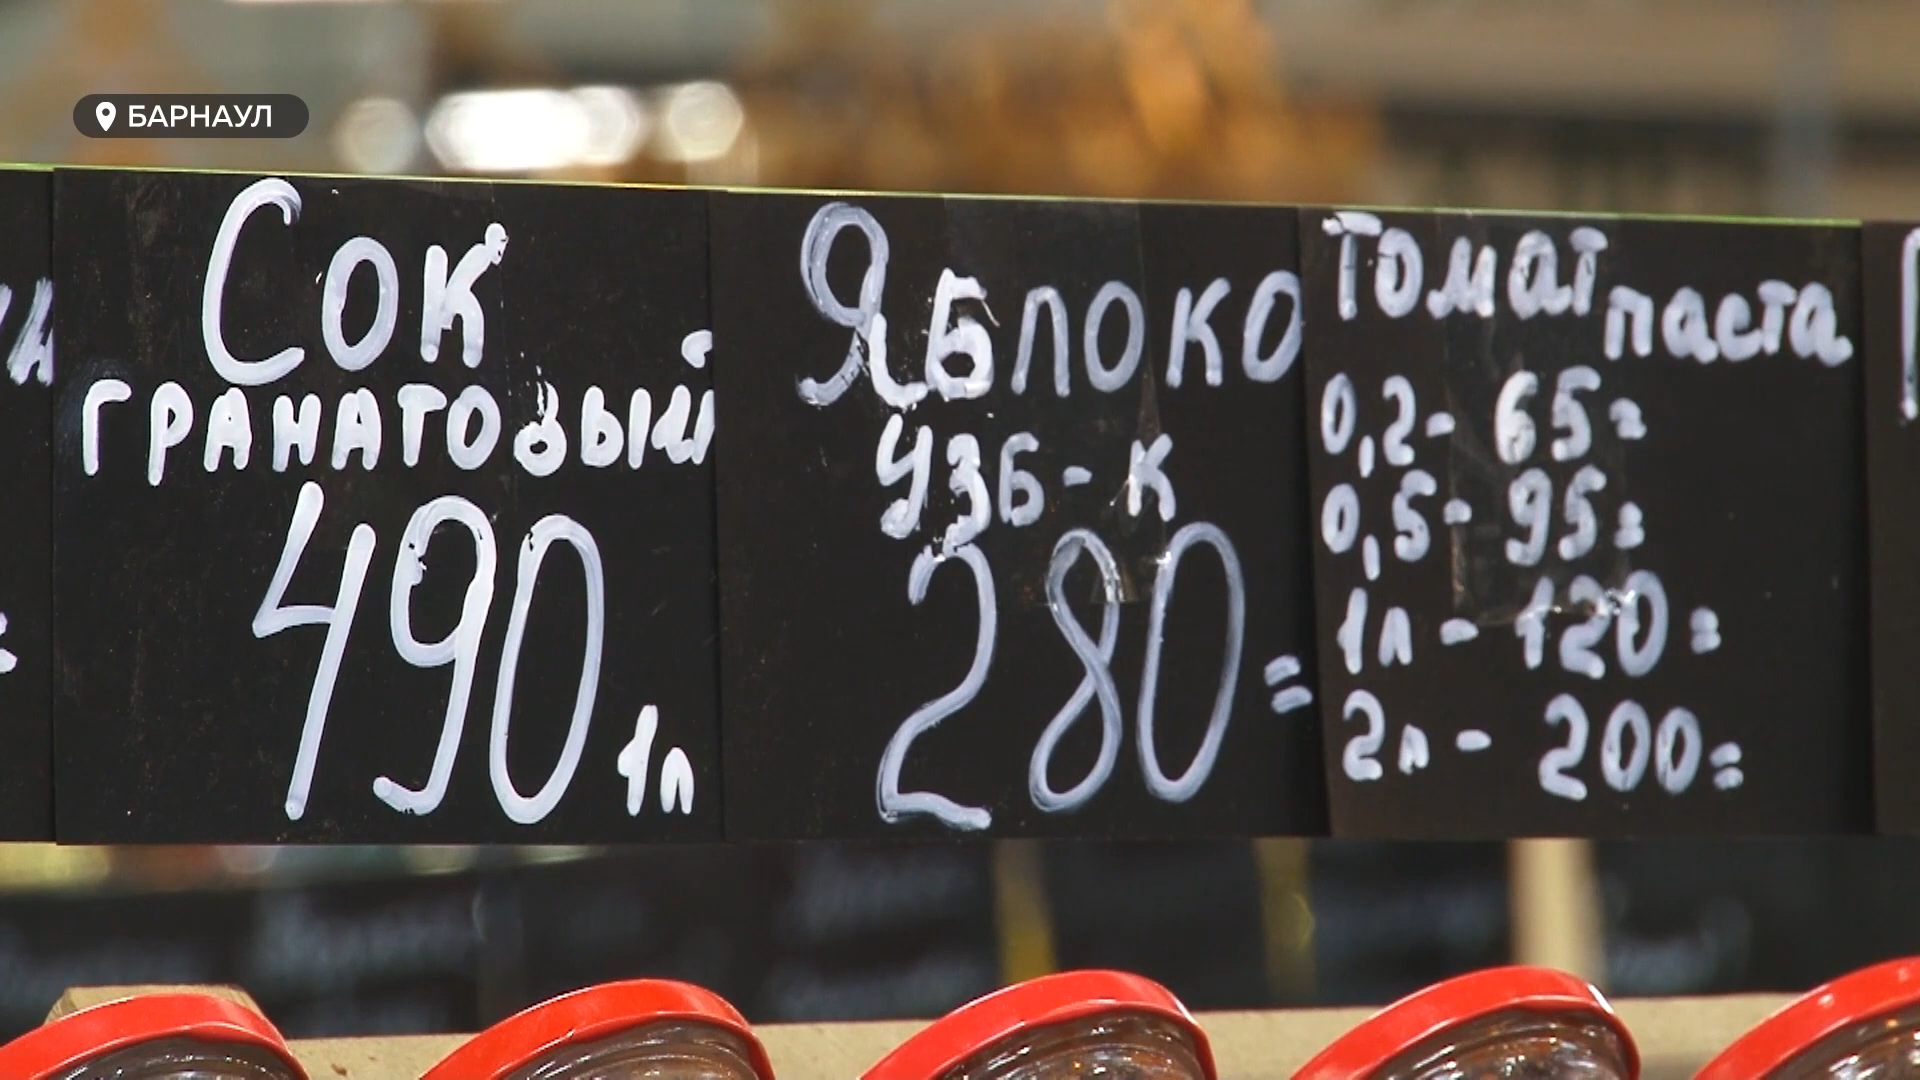 БАРНАУЛ
Сок
ГРАНАТОВЫЙ
490 1л
ЯБЛОКО
УЗБ-К
280=
ТОМАТ паста
0,2- 65=
0,5- 95=
1л - 120=
2л - 200=